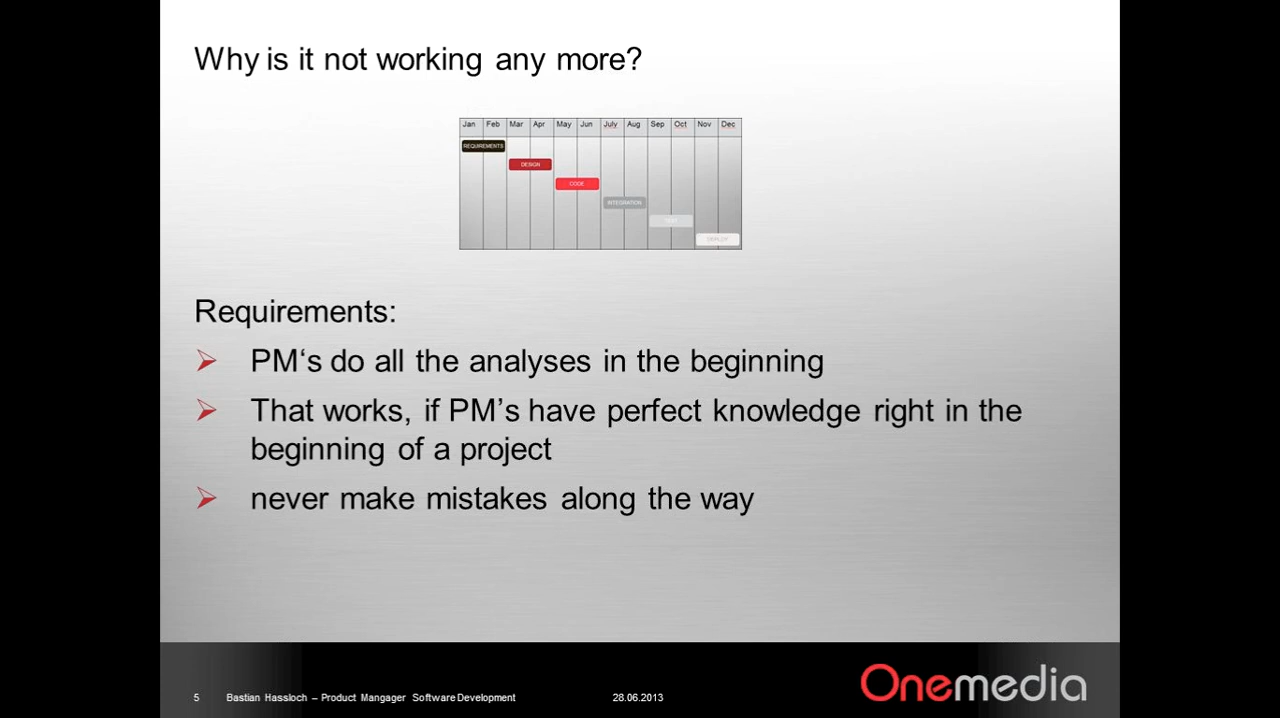 Why is it not working any more?
Jan Feb Mar Apr May Jun July Aug Sep Oct Nov Dec
REQUIREMENTS
DESIGN
CODE
INTEGRATION
TEST
DEPLOY
Requirements:
PM‘s do all the analyses in the beginning
That works, if PM’s have perfect knowledge right in the
beginning of a project
never make mistakes along the way
5 Bastian Hassloch – Product Mangager Software Development 28.06.2013
Onemedia